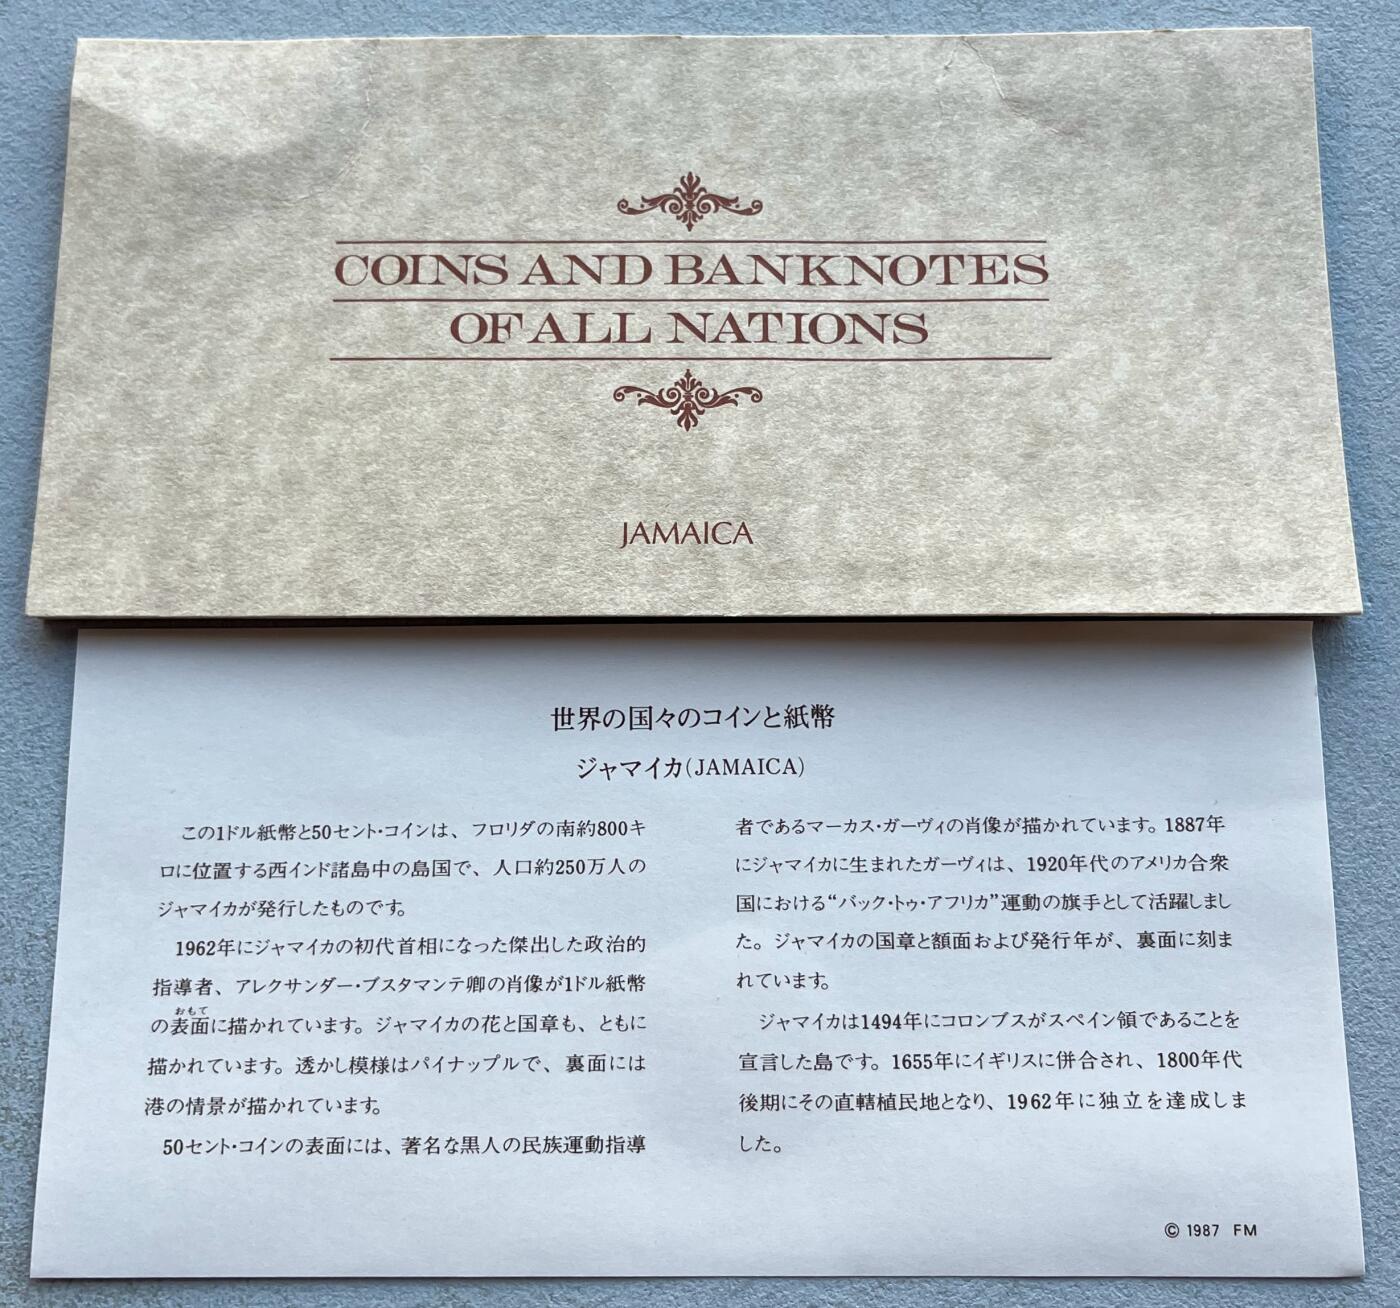 COINS AND BANKNOTES
OF ALL NATIONS
JAMAICA
世界の国々のコインと紙幣
ジャマイカ(JAMAICA)
この1ドル紙幣と50セント・コインは、フロリダの南約800キ
ロに位置する西インド諸島中の島国で、人口約250万人の
ジャマイカが発行したものです。
1962年にジャマイカの初代首相になった傑出した政治的
指導者、アレクサンダー・ブスタマンテ卿の肖像が1ドル紙幣
おもて
の表面に描かれています。ジャマイカの花と国章も、ともに
描かれています。透かし模様はパイナップルで、裏面には
港の情景が描かれています。
50セント・コインの表面には、著名な黒人の民族運動指導
者であるマーカス・ガーヴィの肖像が描かれています。1887年
にジャマイカに生まれたガーヴィは、1920年代のアメリカ合衆
国における“バック・トゥ・アフリカ”運動の旗手として活躍しまし
た。ジャマイカの国章と額面および発行年が、裏面に刻ま
れています。
ジャマイカは1494年にコロンブスがスペイン領であることを
宣言した島です。1655年にイギリスに併合され、1800年代
後期にその直轄植民地となり、1962年に独立を達成しま
した。
© 1987 FM